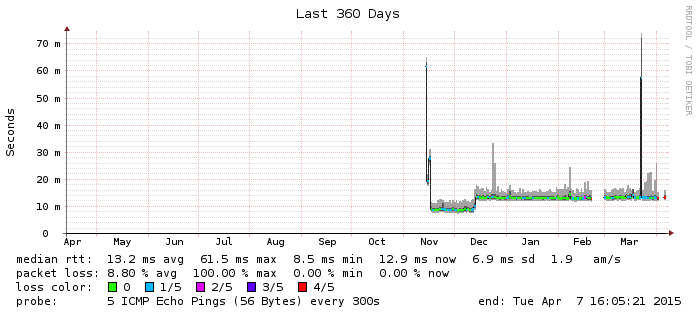 Last 360 Days
RRDTOOL / TOBI OETIKER
Seconds
70 m
60 m
50 m
40 m
30 m
20 m
10 m
0
Apr May Jun Jul Aug Sep Oct Nov Dec Jan Feb Mar
median rtt: 13.2 ms avg 61.5 ms max 8.5 ms min 12.9 ms now 6.9 ms sd 1.9 am/s
packet loss: 8.80 % avg 100.00 % max 0.00 % min 0.00 % now
loss color: 0 1/5 2/5 3/5 4/5
probe: 5 ICMP Echo Pings (56 Bytes) every 300s end: Tue Apr 7 16:05:21 2015